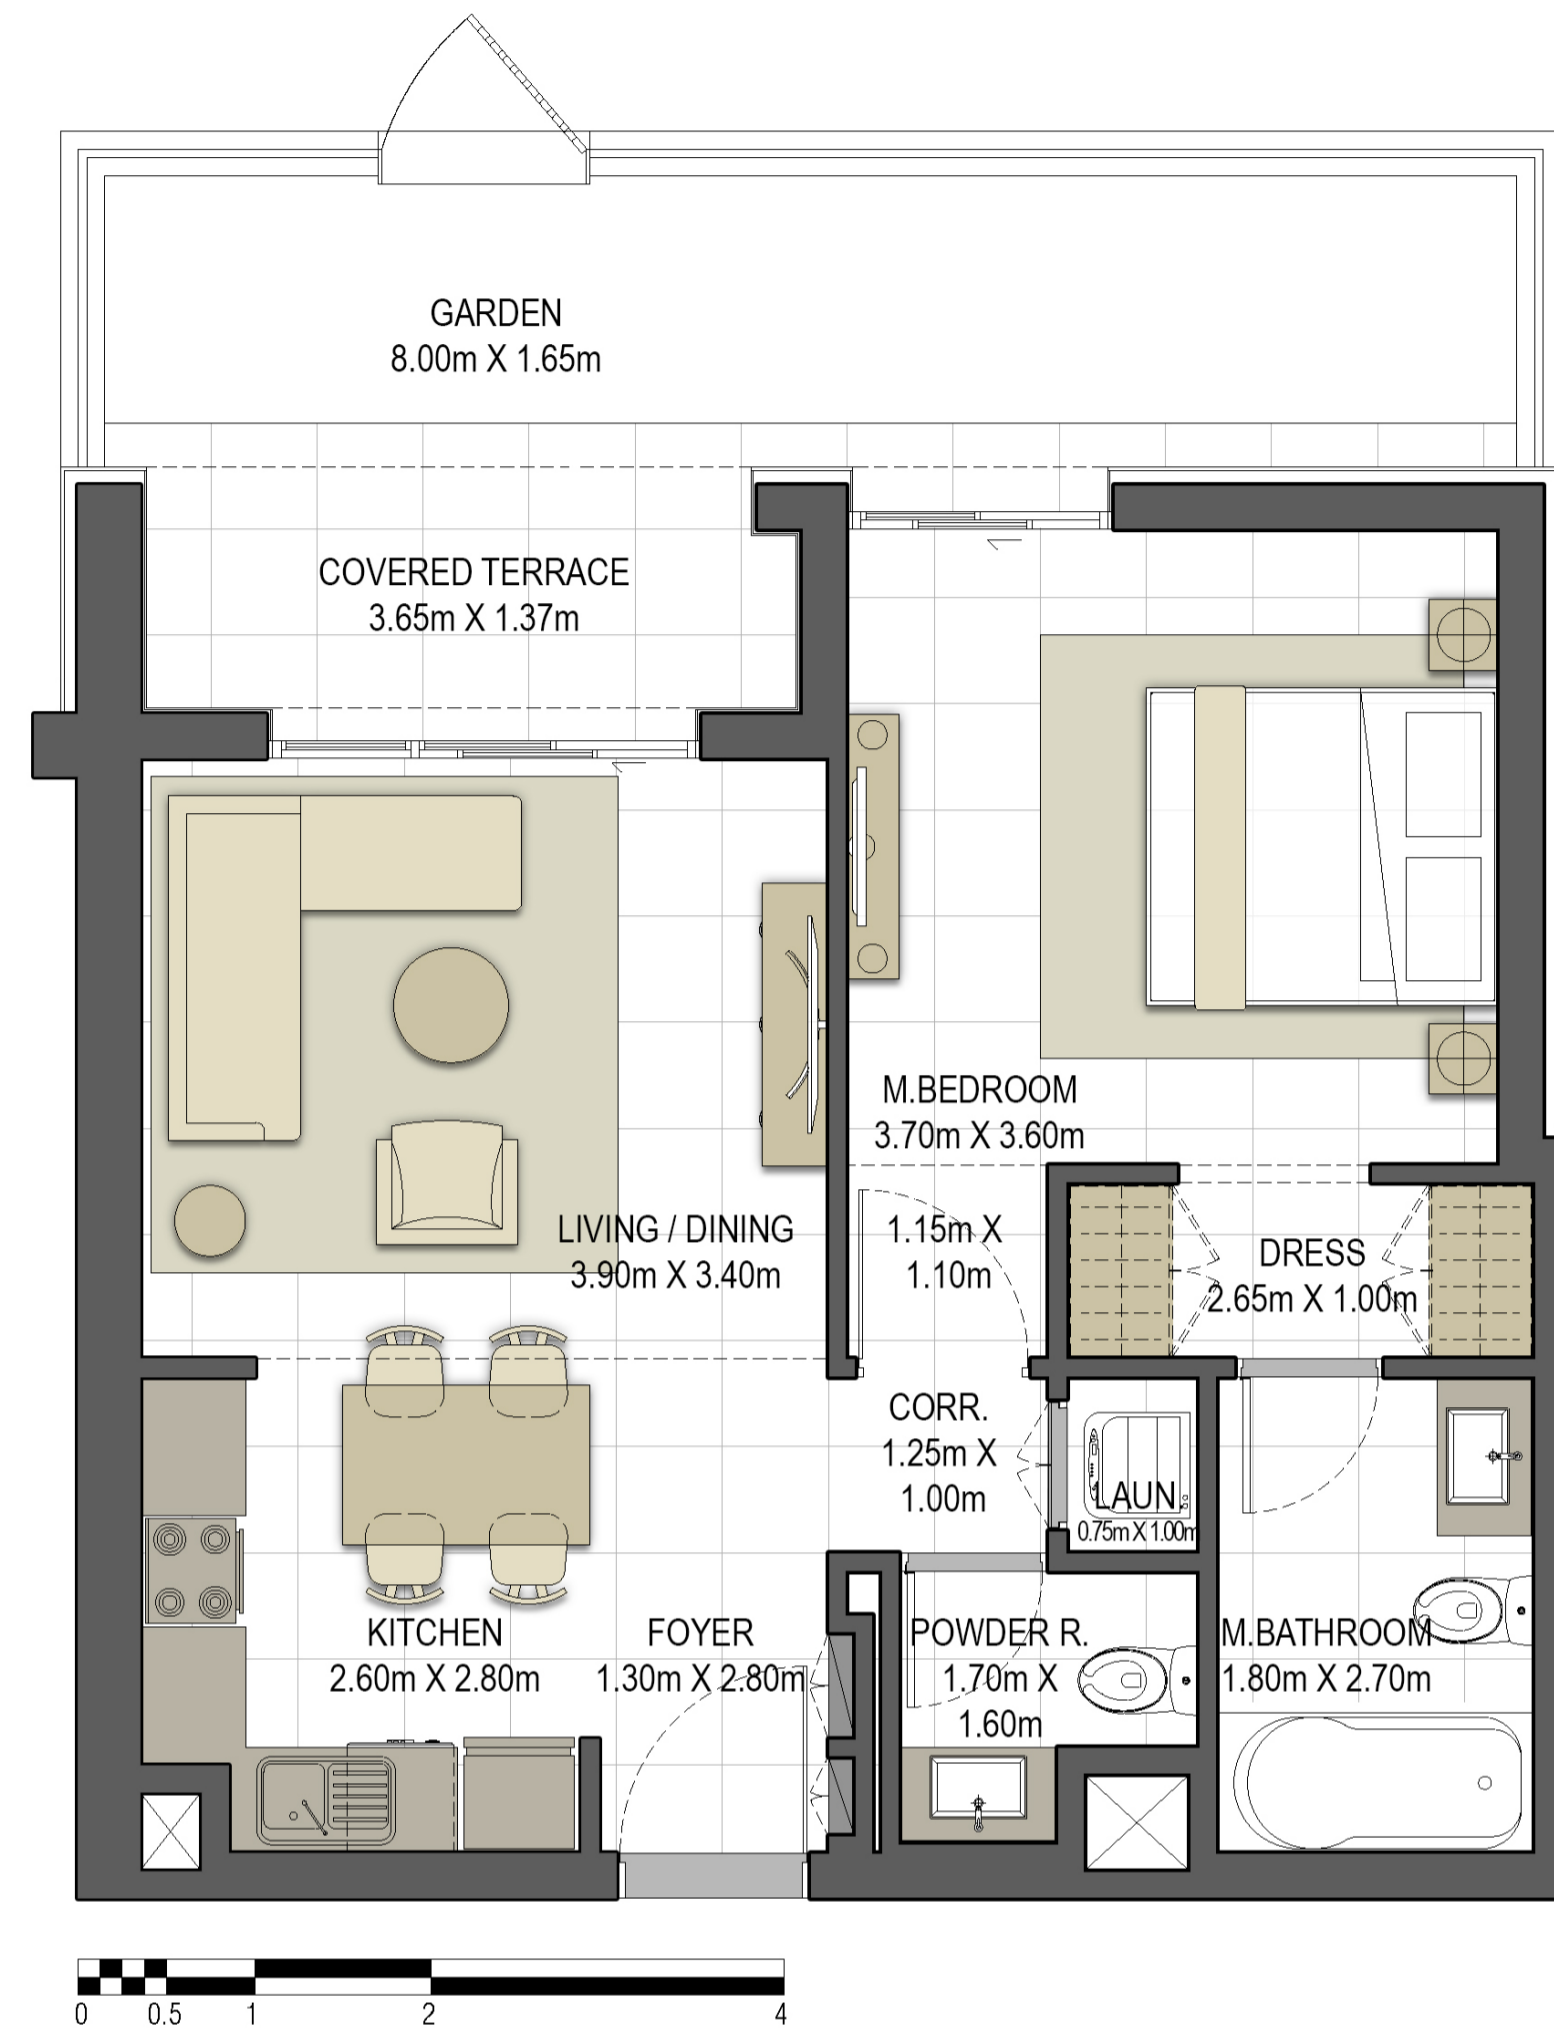 GARDEN
8.00m X 1.65m
COVERED TERRACE
3.65m X 1.37m
M.BEDROOM
3.70m X 3.60m
LIVING / DINING
3.90m X 3.40m
1.15m X
1.10m
DRESS
2.65m X 1.00m
CORR.
1.25m X
1.00m
LAUN.
0.75m X 1.00m
KITCHEN
2.60m X 2.80m
FOYER
1.30m X 2.80m
POWDER R.
1.70m X
1.60m
M.BATHROOM
1.80m X 2.70m
0 0.5 1 2 4